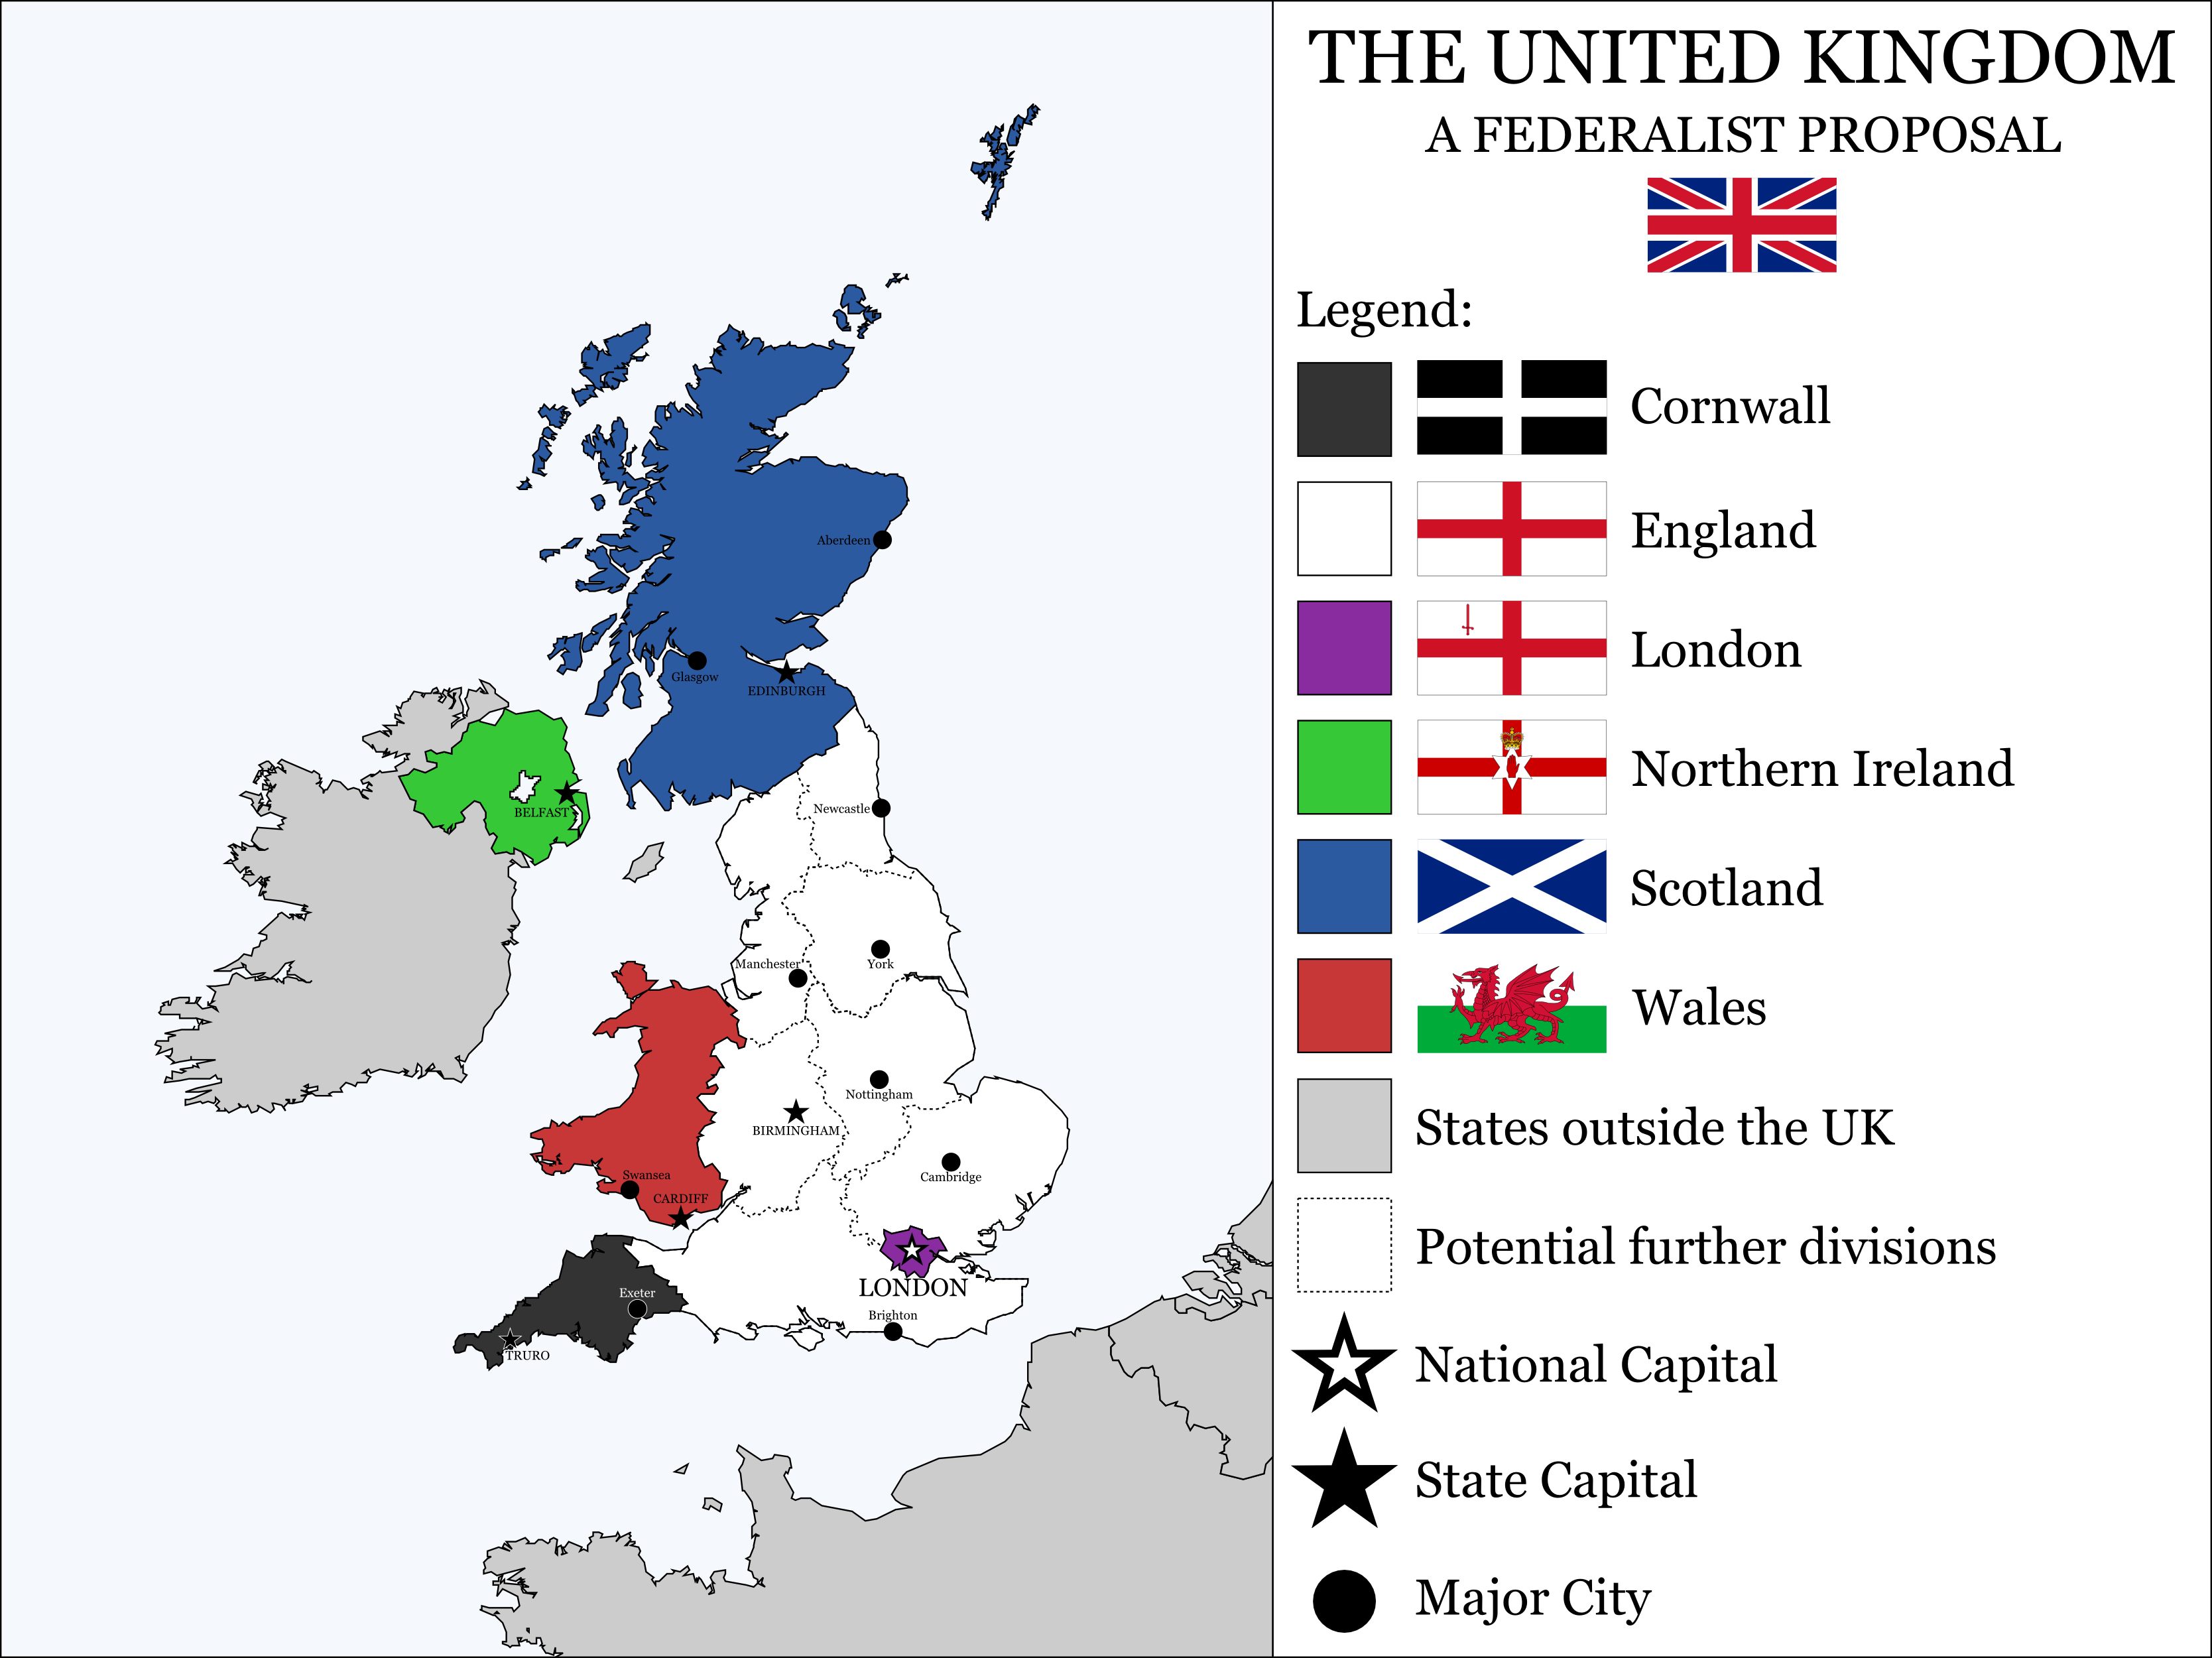 THE UNITED KINGDOM
A FEDERALIST PROPOSAL
Legend:
Cornwall
England
London
Northern Ireland
Scotland
Wales
States outside the UK
Potential further divisions
National Capital
State Capital
Major City
Aberdeen
Glasgow
EDINBURGH
Newcastle
BELFAST
Manchester
York
Nottingham
BIRMINGHAM
Swansea
Cambridge
CARDIFF
LONDON
Exeter
Brighton
TRURO